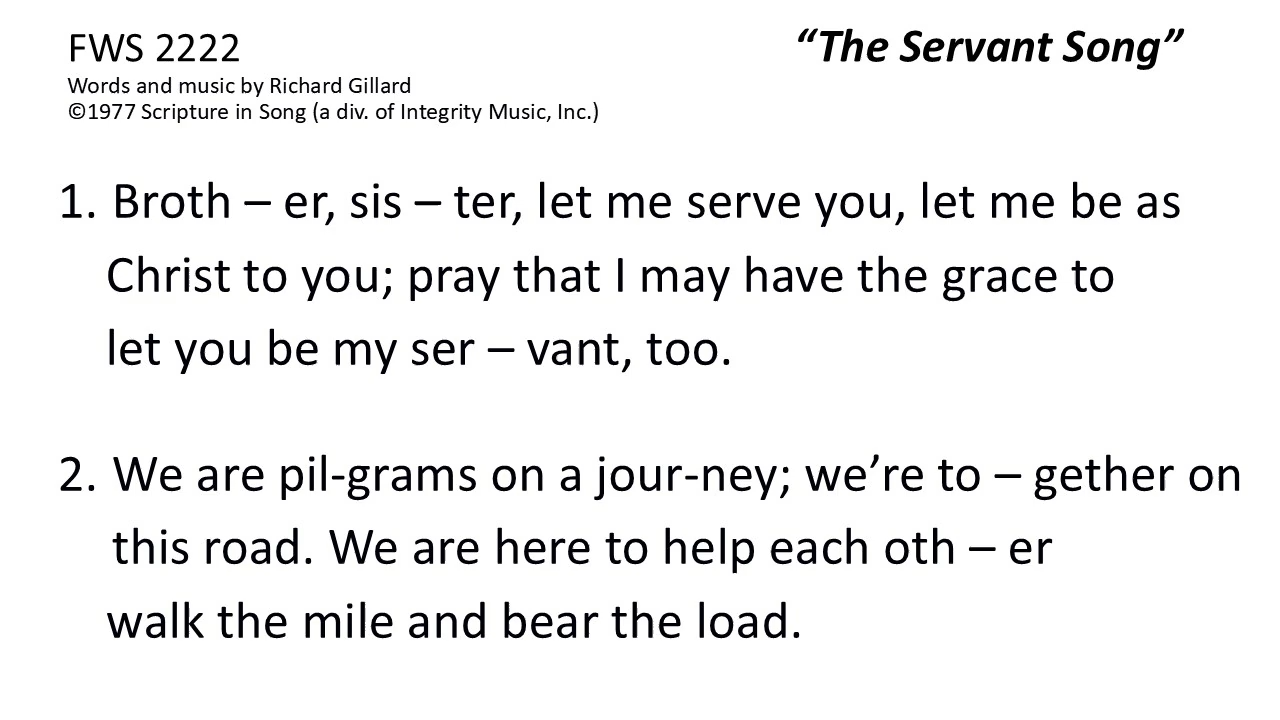 FWS 2222
“The Servant Song”
Words and music by Richard Gillard
©1977 Scripture in Song (a div. of Integrity Music, Inc.)
1. Broth – er, sis – ter, let me serve you, let me be as
Christ to you; pray that I may have the grace to
let you be my ser – vant, too.
2. We are pil-grams on a jour-ney; we’re to – gether on
this road. We are here to help each oth – er
walk the mile and bear the load.